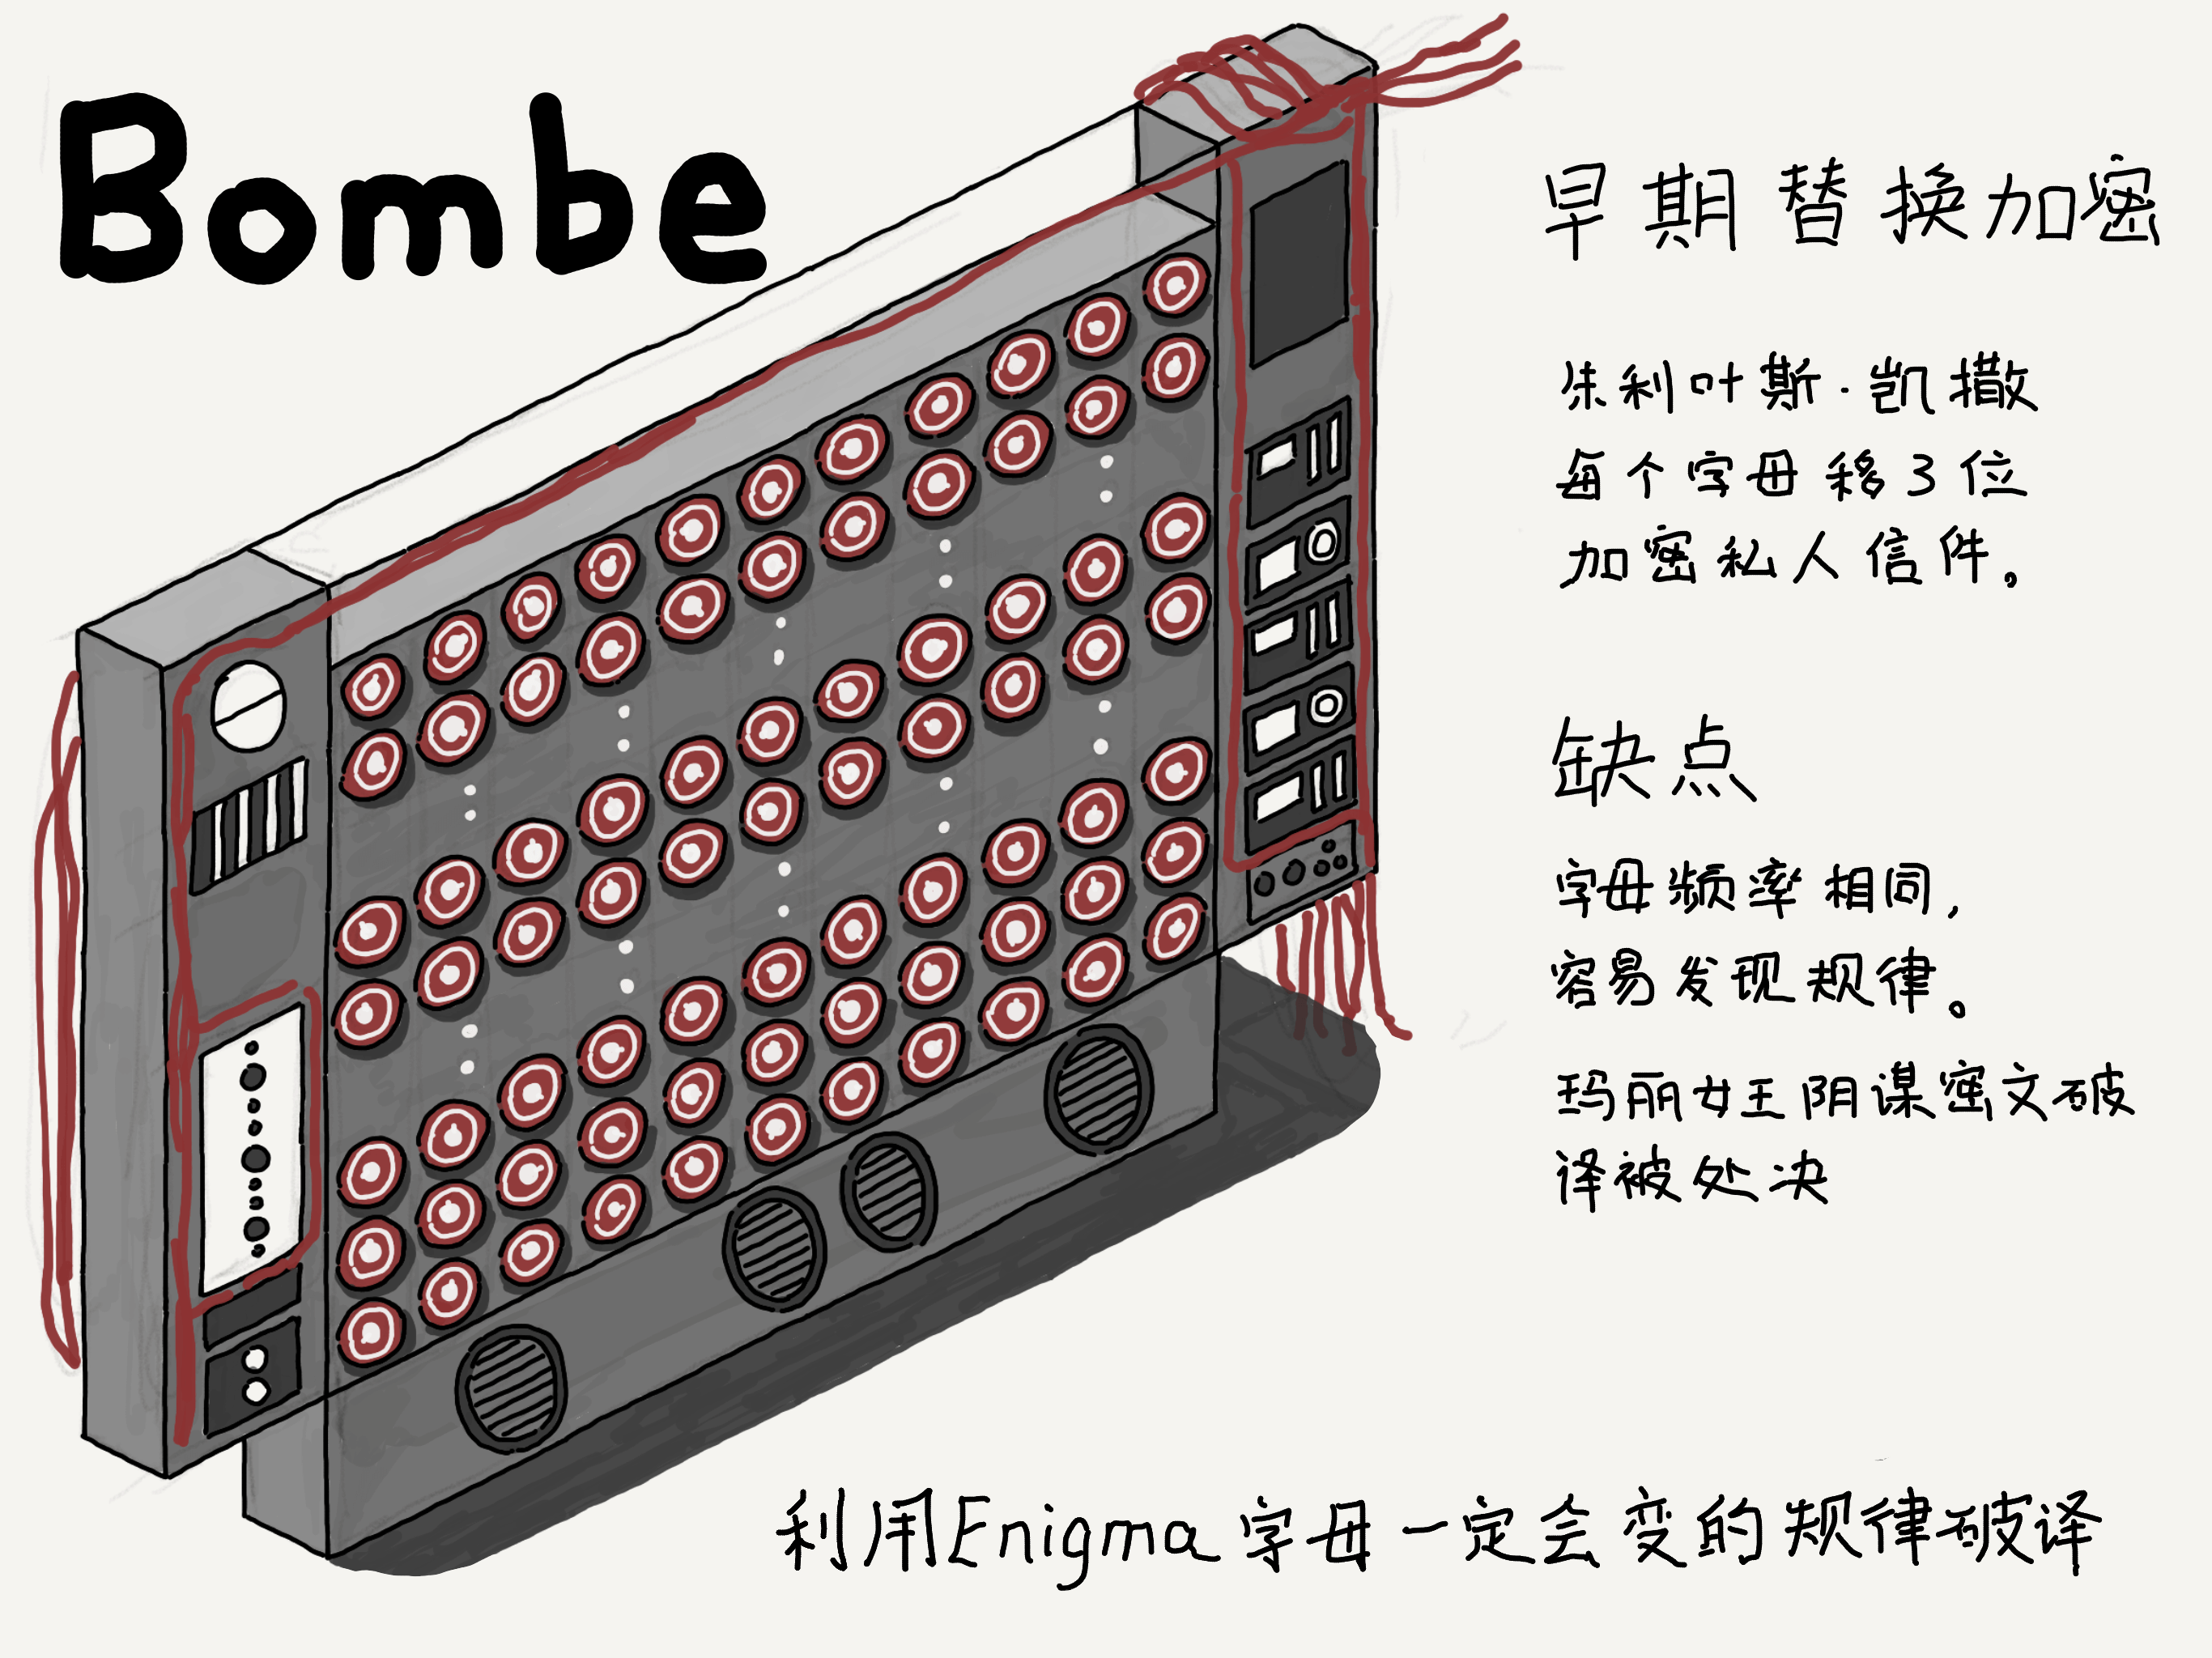 Bombe
早期替换加密
朱利叶斯·凯撒
每个字母移3位
加密私人信件。
缺点
字母频率相同,
容易发现规律。
玛丽女王阴谋密文破
译被处决
利用Enigma字母一定会变的规律破译